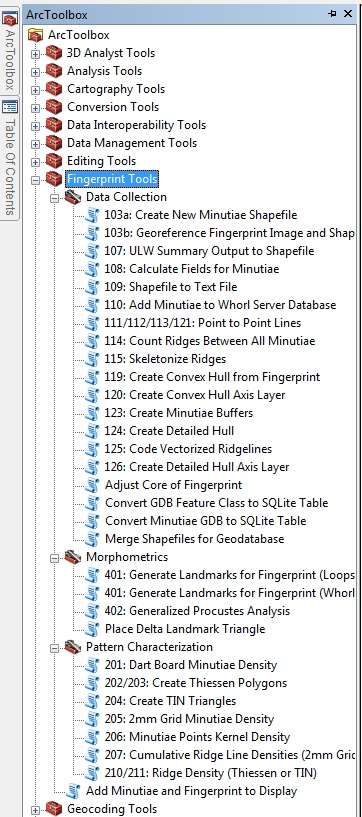 ArcToolbox
ArcToolbox
Table Of Contents
ArcToolbox
3D Analyst Tools
Analysis Tools
Cartography Tools
Conversion Tools
Data Interoperability Tools
Data Management Tools
Editing Tools
Fingerprint Tools
Data Collection
103a: Create New Minutiae Shapefile
103b: Georeference Fingerprint Image and Shap
107: ULW Summary Output to Shapefile
108: Calculate Fields for Minutiae
109: Shapefile to Text File
110: Add Minutiae to Whorl Server Database
111/112/113/121: Point to Point Lines
114: Count Ridges Between All Minutiae
115: Skeletonize Ridges
119: Create Convex Hull from Fingerprint
120: Create Convex Hull Axis Layer
123: Create Minutiae Buffers
124: Create Detailed Hull
125: Code Vectorized Ridgelines
126: Create Detailed Hull Axis Layer
Adjust Core of Fingerprint
Convert GDB Feature Class to SQLite Table
Convert Minutiae GDB to SQLite Table
Merge Shapefiles for Geodatabase
Morphometrics
401: Generate Landmarks for Fingerprint (Loops
401: Generate Landmarks for Fingerprint (Whorl
402: Generalized Procustes Analysis
Place Delta Landmark Triangle
Pattern Characterization
201: Dart Board Minutiae Density
202/203: Create Thiessen Polygons
204: Create TIN Triangles
205: 2mm Grid Minutiae Density
206: Minutiae Points Kernel Density
207: Cumulative Ridge Line Densities (2mm Gric
210/211: Ridge Density (Thiessen or TIN)
Add Minutiae and Fingerprint to Display
Geocoding Tools